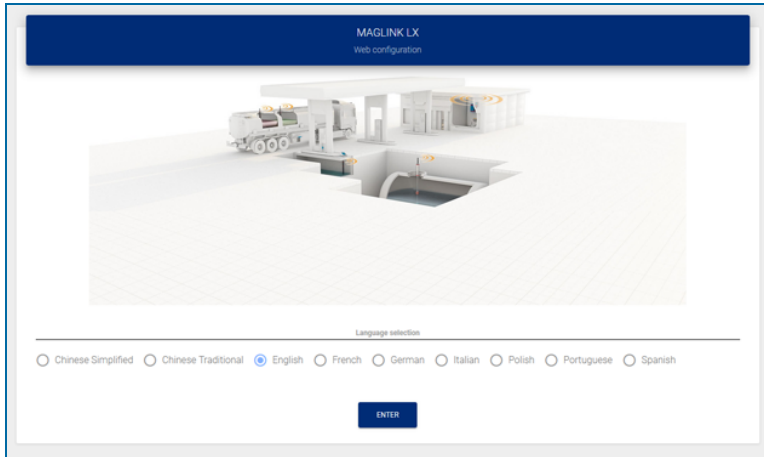 MAGLINK LX
Web configuration
Language selection
Chinese Simplified Chinese Traditional English French German Italian Polish Portuguese Spanish
ENTER